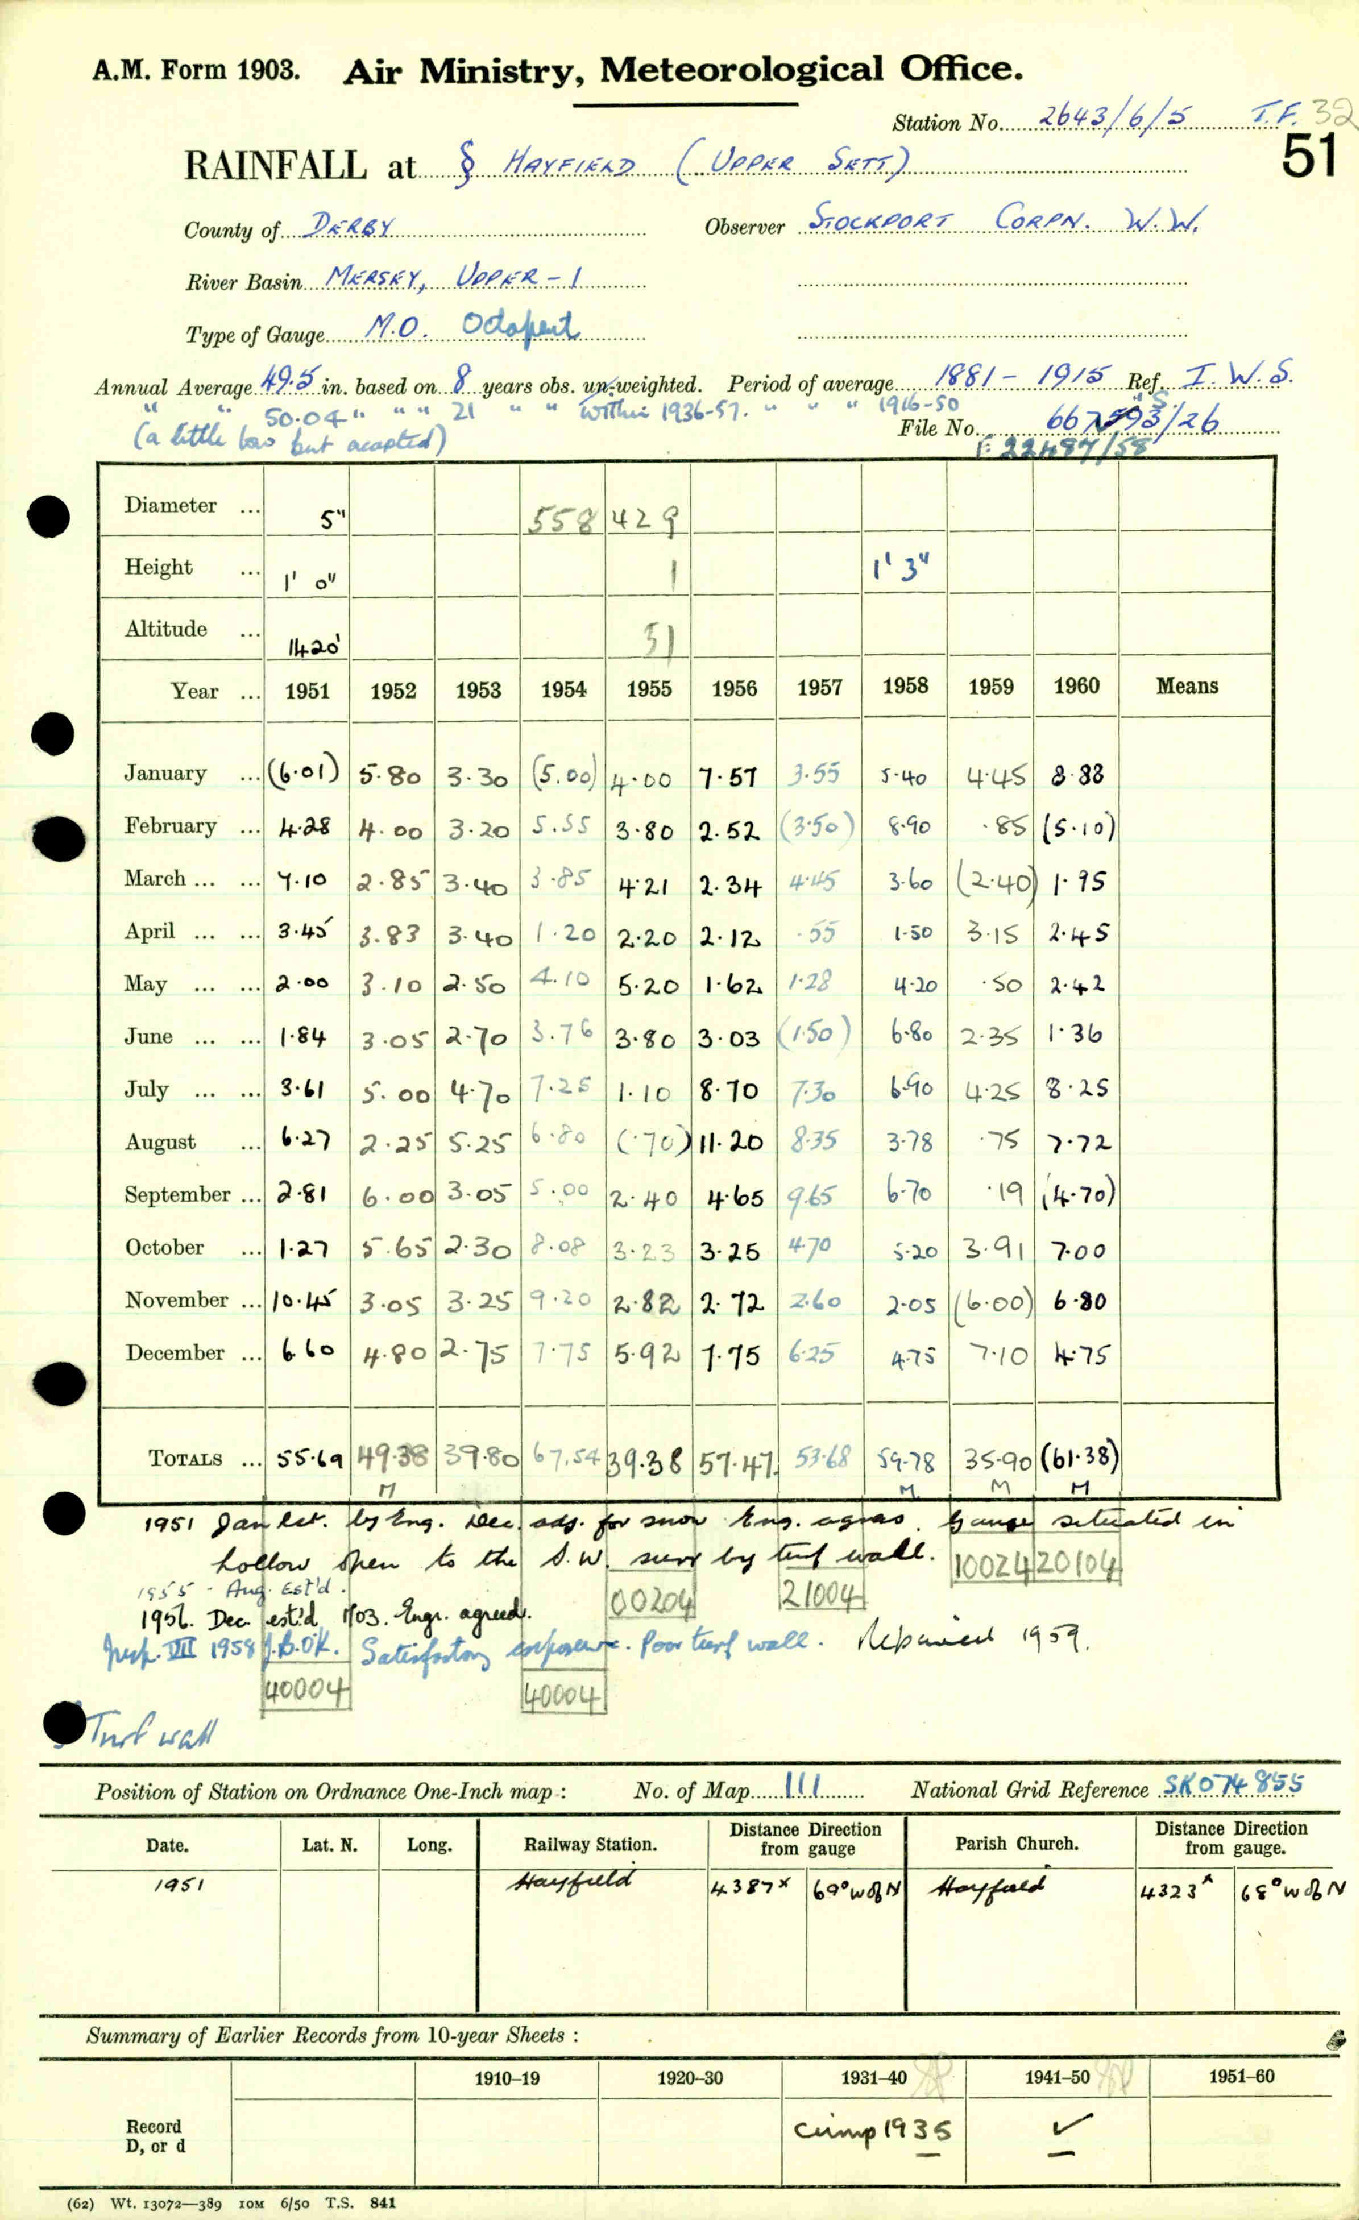 A.M. Form 1903. Air Ministry, Meteorological Office.
Station No. 2643/6/5 T.F. 32
51
RAINFALL at § HAYFIELD (UPPER SETT)
County of DERBY Observer STOCKPORT CORPN. W.W.
River Basin MERSEY, UPPER - 1
Type of Gauge M.O. Octapent
Annual Average 49.5 in. based on 8 years obs. un-weighted. Period of average 1881 - 1915 Ref. I.W.S.
" " 50.04 " " " 21 " " within 1936-57. " " " 1916-50 " S.
(a little low but accepted) File No. 667593/26
F. 22487/58
Diameter ... 5" 558 429
Height ... 1' 0" 1 1' 3"
Altitude ... 1420' 51
Year ... 1951 1952 1953 1954 1955 1956 1957 1958 1959 1960 Means
January ... (6.01) 5.80 3.30 (5.00) 4.00 7.57 3.55 5.40 4.45 8.88
February ... 4.28 4.00 3.20 5.55 3.80 2.52 (3.50) 8.90 .85 (5.10)
March ... ... 7.10 2.85 3.40 3.85 4.21 2.34 4.45 3.60 (2.40) 1.95
April ... ... 3.45 3.83 3.40 1.20 2.20 2.12 .55 1.50 3.15 2.45
May ... ... 2.00 3.10 2.50 4.10 5.20 1.62 1.28 4.20 .50 2.42
June ... ... 1.84 3.05 2.70 3.76 3.80 3.03 (1.50) 6.80 2.35 1.36
July ... ... 3.61 5.00 4.70 7.25 1.10 8.70 7.30 6.90 4.25 8.25
August ... 6.27 2.25 5.25 6.80 (.70) 11.20 8.35 3.78 .75 7.72
September ... 2.81 6.00 3.05 5.00 2.40 4.65 9.65 6.70 .19 (4.70)
October ... 1.27 5.65 2.30 8.08 3.23 3.25 4.70 5.20 3.91 7.00
November ... 10.45 3.05 3.25 9.20 2.82 2.72 2.60 2.05 (6.00) 6.80
December ... 6.60 4.80 2.75 7.75 5.92 7.75 6.25 4.75 7.10 4.75
TOTALS ... 55.69 49.38 39.80 67.54 39.38 57.47 53.68 59.78 35.90 (61.38)
M M M M
1951 Jan Est. by Eng. Dec. adj. for snow Eng. agrees. Gauge situated in
hollow open to the S.W. surr by turf wall. 10024 20104
1955 - Aug. Est'd. 00204 21004
1956. Dec. est'd 1/03. Engr. agreed.
Insp. VII 1958 J.B.O'K. Satisfactory exposure. Poor turf wall. Repaired 1959.
40004 40004
Turf wall
Position of Station on Ordnance One-Inch map : No. of Map 111 National Grid Reference SK074855
Date. Lat. N. Long. Railway Station. Distance Direction from gauge Parish Church. Distance Direction from gauge.
1951 Hayfield 4387x 69° W of N Hayfield 4323x 68° W of N
Summary of Earlier Records from 10-year Sheets :
1910–19 1920–30 1931–40 1941–50 1951–60
Record
D, or d comp 1935 ✓
(62) Wt. 13072—389 10M 6/50 T.S. 841